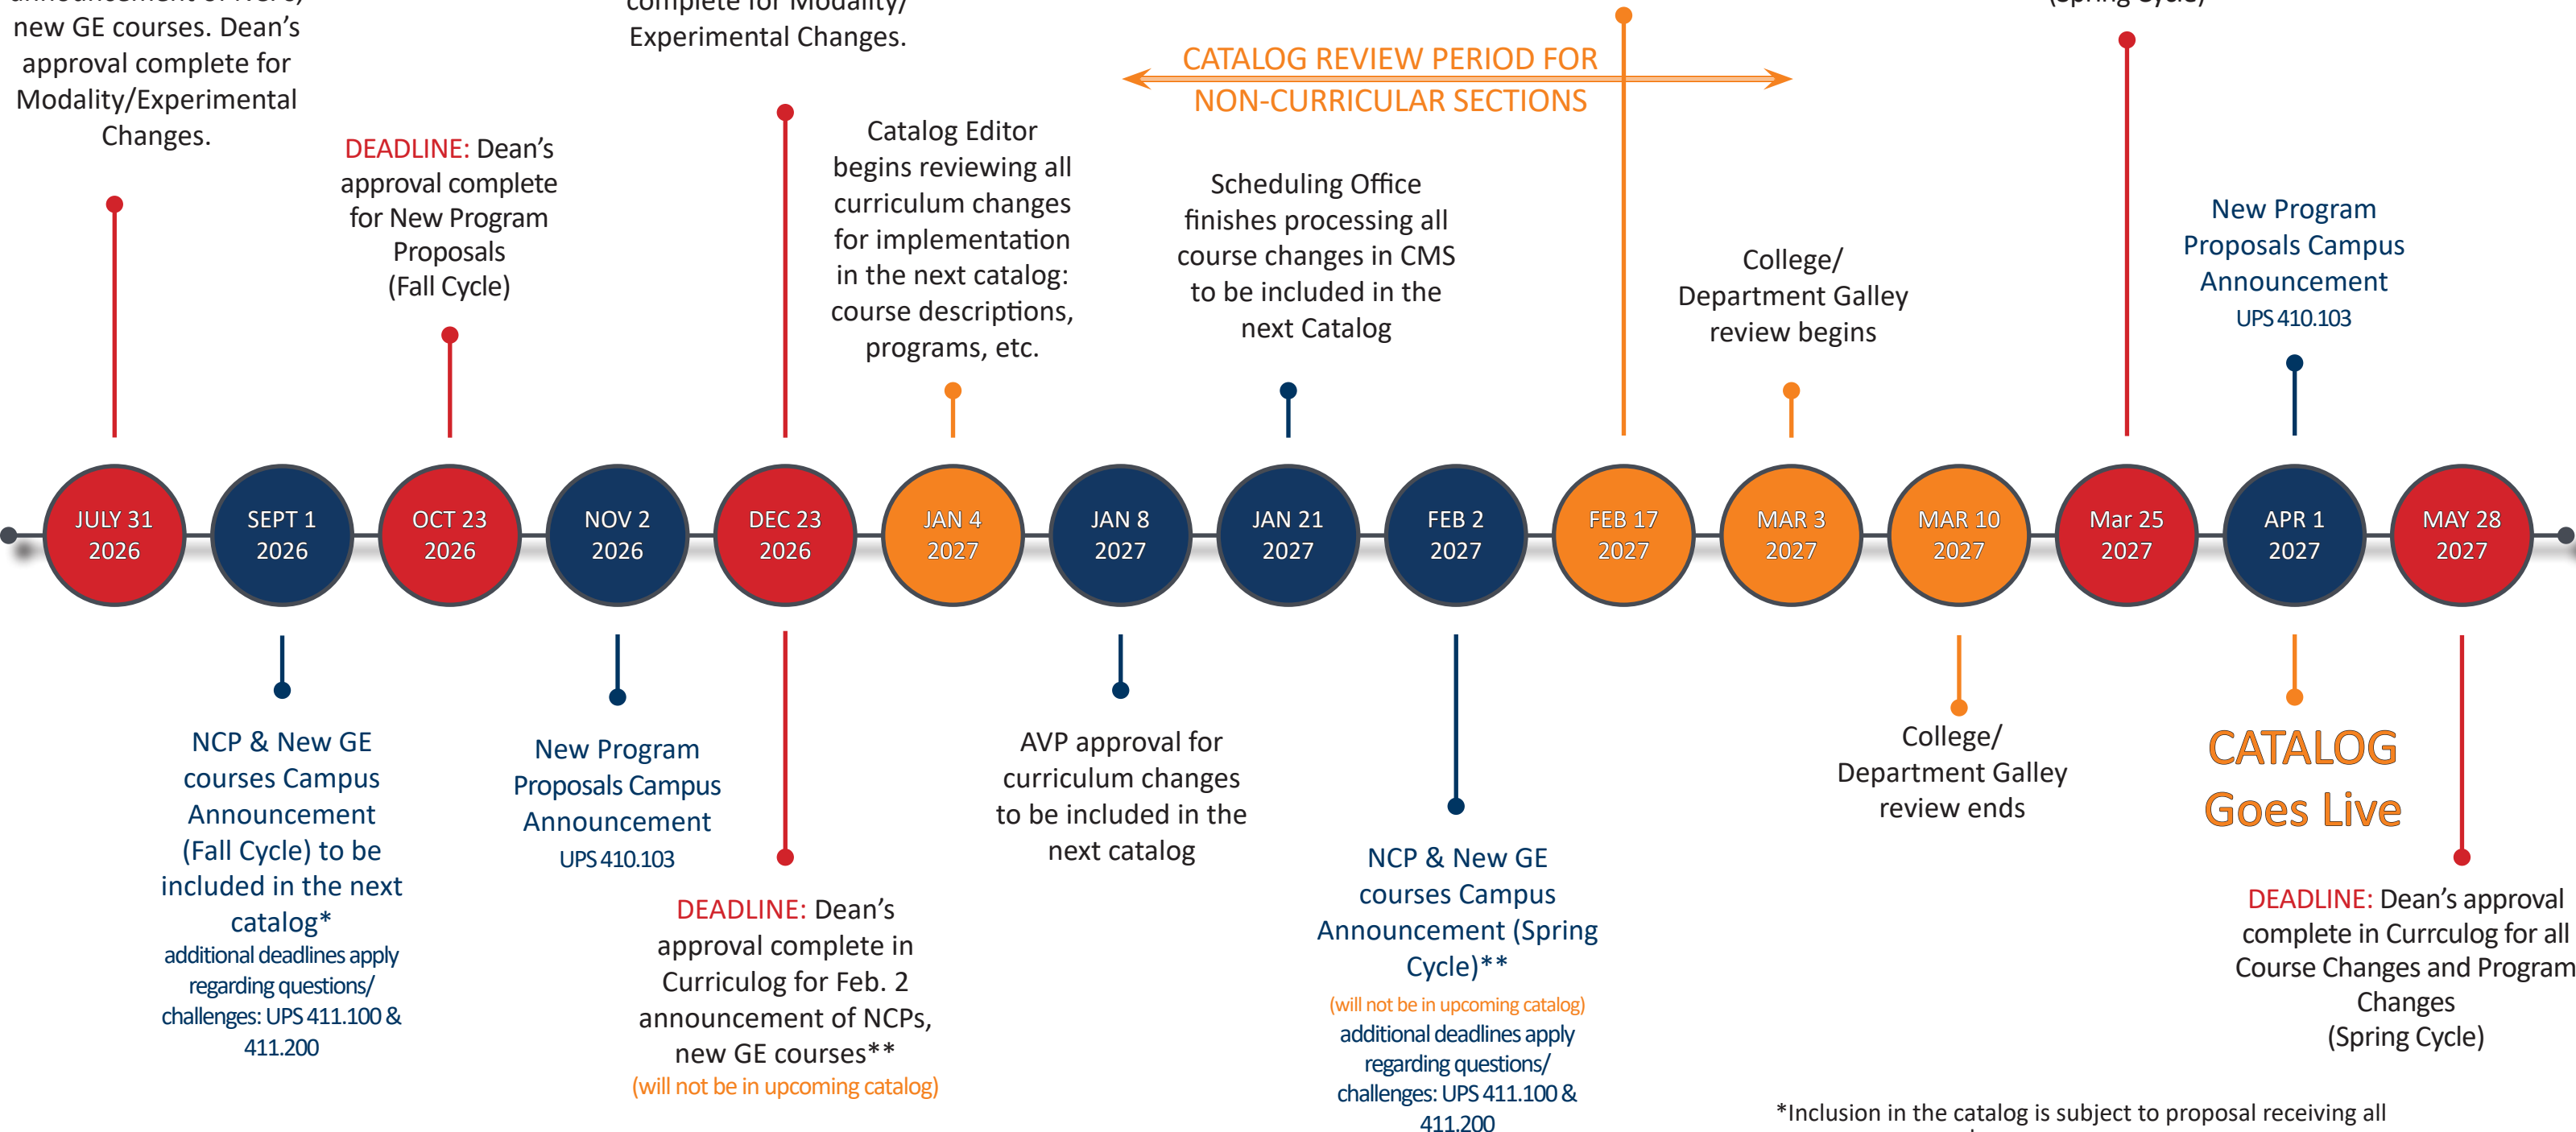 new GE courses. Dean's
approval complete for
Modality/Experimental
Changes.
DEADLINE: Dean's
approval complete
for New Program
Proposals
(Fall Cycle)
complete for Modality/
Experimental Changes.
Catalog Editor
begins reviewing all
curriculum changes
for implementation
in the next catalog:
course descriptions,
programs, etc.
CATALOG REVIEW PERIOD FOR
NON-CURRICULAR SECTIONS
Scheduling Office
finishes processing all
course changes in CMS
to be included in the
next Catalog
College/
Department Galley
review begins
(Spring Cycle)
New Program
Proposals Campus
Announcement
UPS 410.103
JULY 31
2026
SEPT 1
2026
OCT 23
2026
NOV 2
2026
DEC 23
2026
JAN 4
2027
JAN 8
2027
JAN 21
2027
FEB 2
2027
FEB 17
2027
MAR 3
2027
MAR 10
2027
Mar 25
2027
APR 1
2027
MAY 28
2027
NCP & New GE
courses Campus
Announcement
(Fall Cycle) to be
included in the next
catalog*
additional deadlines apply
regarding questions/
challenges: UPS 411.100 &
411.200
New Program
Proposals Campus
Announcement
UPS 410.103
DEADLINE: Dean's
approval complete in
Curriculog for Feb. 2
announcement of NCPs,
new GE courses**
(will not be in upcoming catalog)
AVP approval for
curriculum changes
to be included in the
next catalog
NCP & New GE
courses Campus
Announcement (Spring
Cycle)**
(will not be in upcoming catalog)
additional deadlines apply
regarding questions/
challenges: UPS 411.100 &
411.200
College/
Department Galley
review ends
CATALOG
Goes Live
DEADLINE: Dean's approval
complete in Currculog for all
Course Changes and Program
Changes
(Spring Cycle)
*Inclusion in the catalog is subject to proposal receiving all